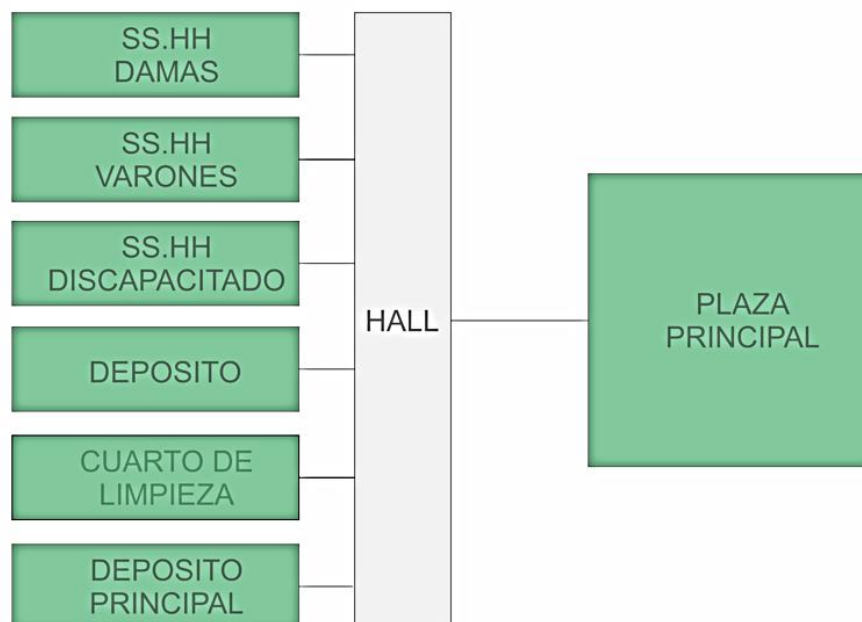 SS.HH
DAMAS
SS.HH
VARONES
SS.HH
DISCAPACITADO
DEPOSITO
CUARTO DE
LIMPIEZA
DEPOSITO
PRINCIPAL
HALL
PLAZA
PRINCIPAL